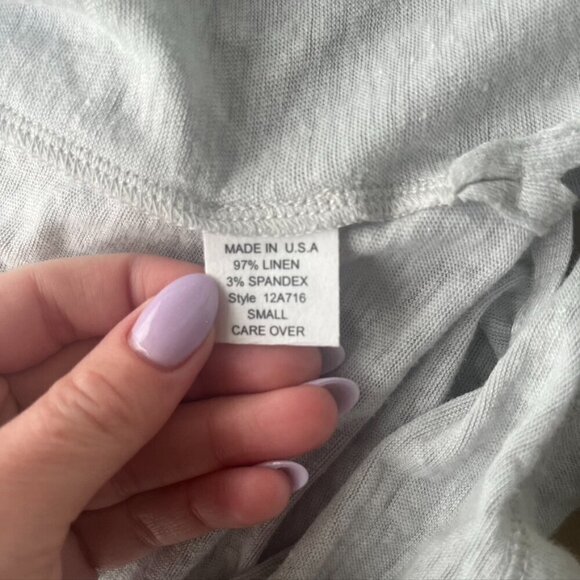 MADE IN U.S.A
97% LINEN
3% SPANDEX
Style 12A716
SMALL
CARE OVER